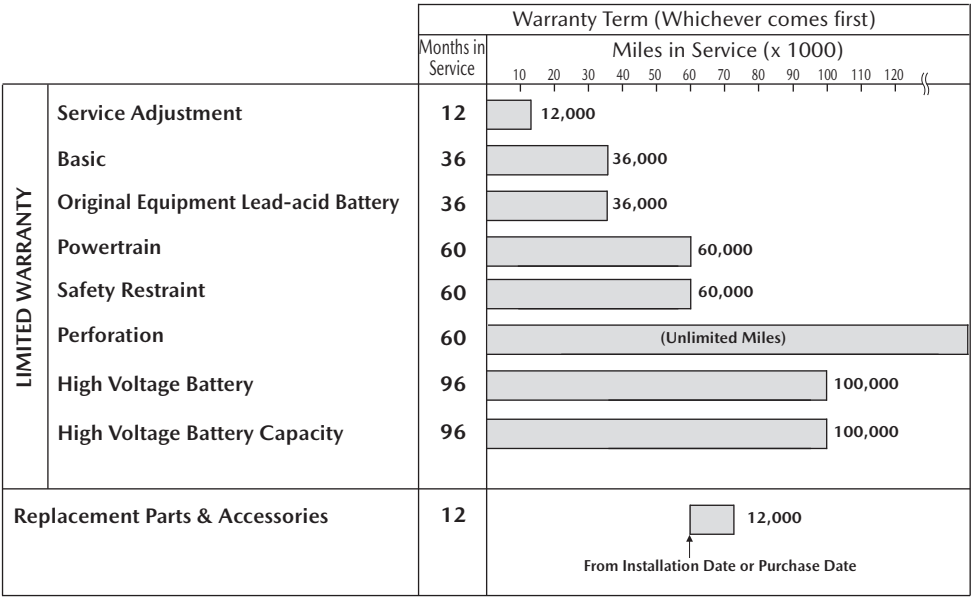 Warranty Term (Whichever comes first)
Months in
Service
Miles in Service (x 1000)
10 20 30 40 50 60 70 80 90 100 110 120
LIMITED WARRANTY
Service Adjustment 12 12,000
Basic 36 36,000
Original Equipment Lead-acid Battery 36 36,000
Powertrain 60 60,000
Safety Restraint 60 60,000
Perforation 60 (Unlimited Miles)
High Voltage Battery 96 100,000
High Voltage Battery Capacity 96 100,000
Replacement Parts & Accessories 12 12,000
From Installation Date or Purchase Date